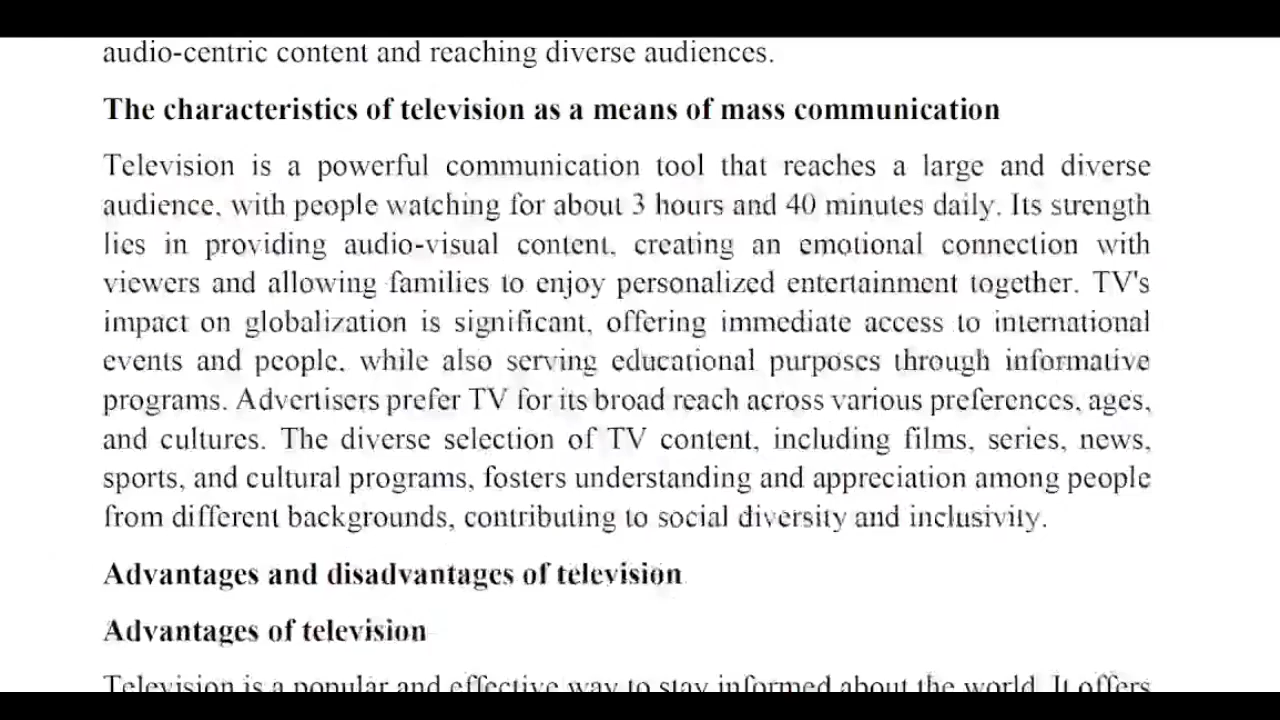 audio-centric content and reaching diverse audiences.
The characteristics of television as a means of mass communication
Television is a powerful communication tool that reaches a large and diverse
audience, with people watching for about 3 hours and 40 minutes daily. Its strength
lies in providing audio-visual content, creating an emotional connection with
viewers and allowing families to enjoy personalized entertainment together. TV's
impact on globalization is significant, offering immediate access to international
events and people, while also serving educational purposes through informative
programs. Advertisers prefer TV for its broad reach across various preferences, ages,
and cultures. The diverse selection of TV content, including films, series, news,
sports, and cultural programs, fosters understanding and appreciation among people
from different backgrounds, contributing to social diversity and inclusivity.
Advantages and disadvantages of television
Advantages of television
Television is a popular and effective way to stay informed about the world. It offers